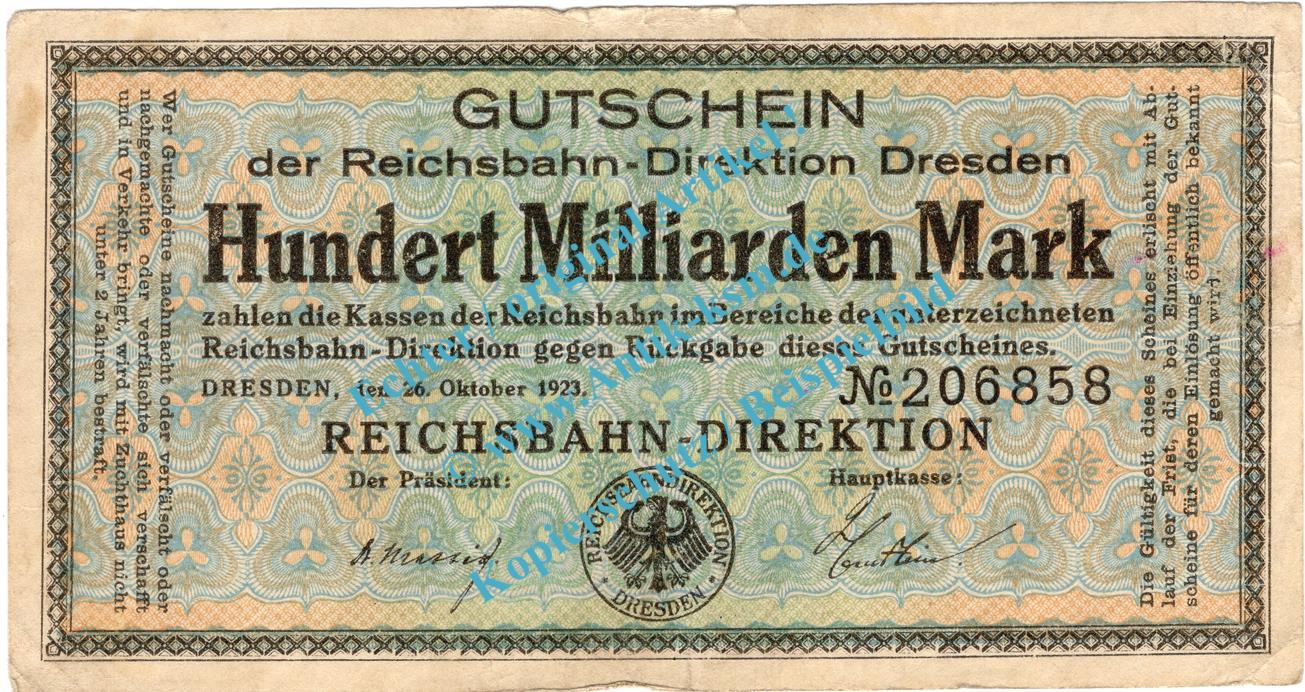 GUTSCHEIN
der Reichsbahn-Direktion Dresden
Hundert Milliarden Mark
zahlen die Kassen der Reichsbahn im Bereiche der unterzeichneten
Reichsbahn-Direktion gegen Rückgabe dieses Gutscheines.
DRESDEN, den 26. Oktober 1923.
№206858
REICHSBAHN-DIREKTION
Der Präsident:
Hauptkasse:
REICHSBAHNDIREKTION
* DRESDEN *
Wer Gutscheine nachmacht oder verfälscht oder
nachgemachte oder verfälschte sich verschafft
und in Verkehr bringt, wird mit Zuchthaus nicht
unter 2 Jahren bestraft.
Die Gültigkeit dieses Scheines erlischt mit Ab-
lauf der Frist, die bei Einziehung der Gut-
scheine für deren Einlösung öffentlich bekannt
gemacht wird.
Echter / original Artikel !
© www.Antik-ksm.de
Kopierschutz / Beispielbild